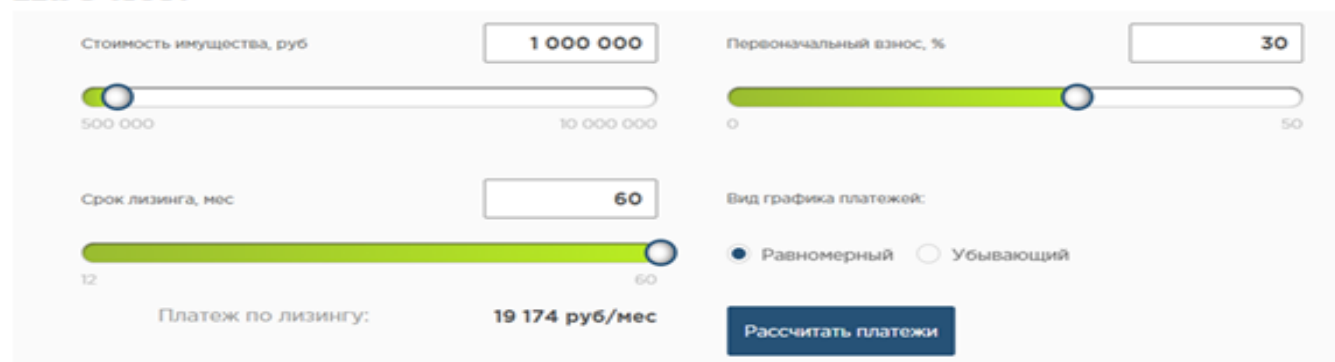 Стоимость имущества, руб
1 000 000
Первоначальный взнос, %
30
500 000
10 000 000
0
50
Срок лизинга, мес
60
Вид графика платежей:
Равномерный
Убывающий
12
60
Платеж по лизингу:
19 174 руб/мес
Рассчитать платежи